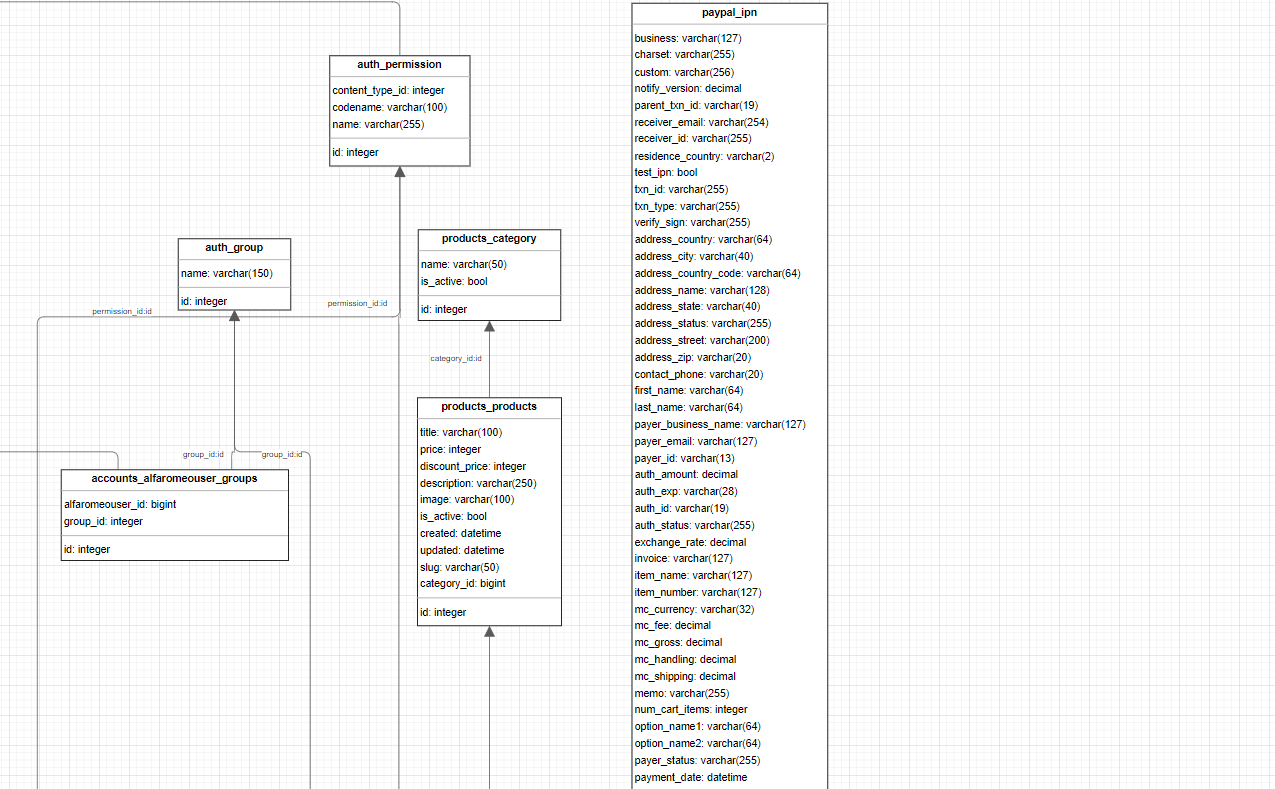 auth_permission
content_type_id: integer
codename: varchar(100)
name: varchar(255)
id: integer
auth_group
name: varchar(150)
id: integer
permission_id:id
permission_id:id
products_category
name: varchar(50)
is_active: bool
id: integer
category_id:id
group_id:id
group_id:id
accounts_alfaromeouser_groups
alfaromeouser_id: bigint
group_id: integer
id: integer
products_products
title: varchar(100)
price: integer
discount_price: integer
description: varchar(250)
image: varchar(100)
is_active: bool
created: datetime
updated: datetime
slug: varchar(50)
category_id: bigint
id: integer
paypal_ipn
business: varchar(127)
charset: varchar(255)
custom: varchar(256)
notify_version: decimal
parent_txn_id: varchar(19)
receiver_email: varchar(254)
receiver_id: varchar(255)
residence_country: varchar(2)
test_ipn: bool
txn_id: varchar(255)
txn_type: varchar(255)
verify_sign: varchar(255)
address_country: varchar(64)
address_city: varchar(40)
address_country_code: varchar(64)
address_name: varchar(128)
address_state: varchar(40)
address_status: varchar(255)
address_street: varchar(200)
address_zip: varchar(20)
contact_phone: varchar(20)
first_name: varchar(64)
last_name: varchar(64)
payer_business_name: varchar(127)
payer_email: varchar(127)
payer_id: varchar(13)
auth_amount: decimal
auth_exp: varchar(28)
auth_id: varchar(19)
auth_status: varchar(255)
exchange_rate: decimal
invoice: varchar(127)
item_name: varchar(127)
item_number: varchar(127)
mc_currency: varchar(32)
mc_fee: decimal
mc_gross: decimal
mc_handling: decimal
mc_shipping: decimal
memo: varchar(255)
num_cart_items: integer
option_name1: varchar(64)
option_name2: varchar(64)
payer_status: varchar(255)
payment_date: datetime